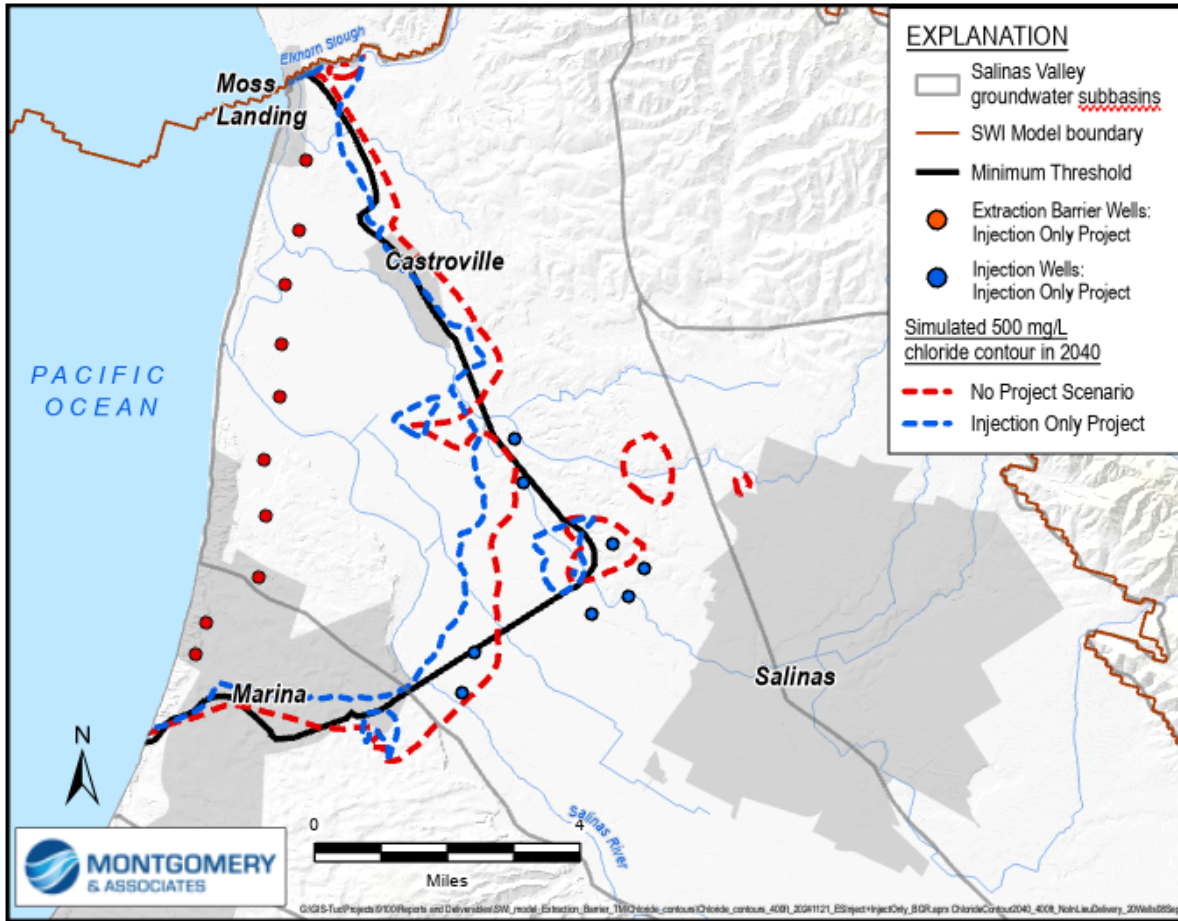 Elkhorn Slough
Moss
Landing
Castroville
PACIFIC
OCEAN
Marina
Salinas
Salinas River
N
0
4
Miles
MONTGOMERY
& ASSOCIATES
EXPLANATION
Salinas Valley
groundwater subbasins
SWI Model boundary
Minimum Threshold
Extraction Barrier Wells:
Injection Only Project
Injection Wells:
Injection Only Project
Simulated 500 mg/L
chloride contour in 2040
No Project Scenario
Injection Only Project